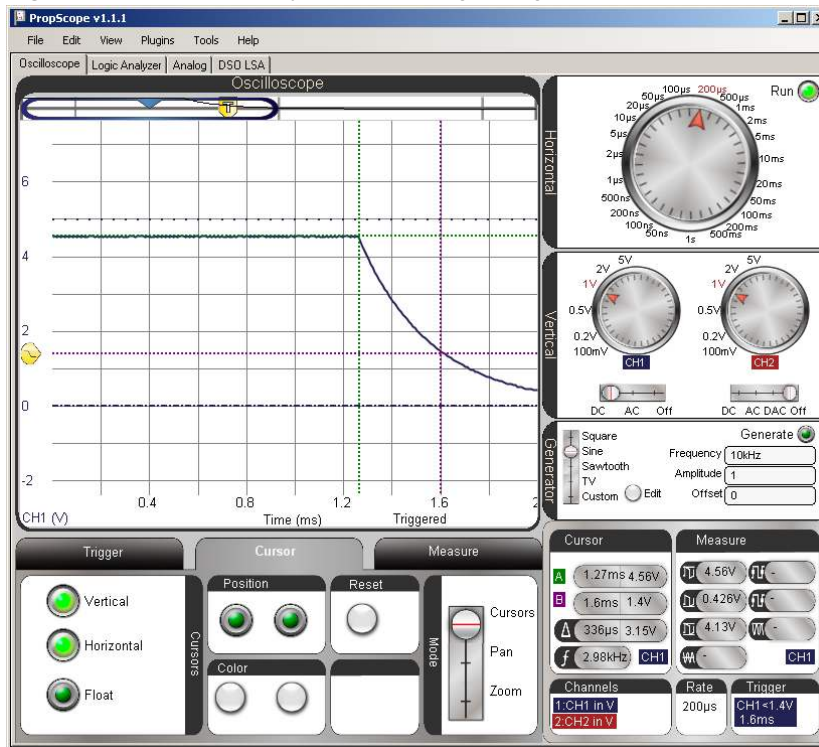 PropScope v1.1.1
File Edit View Plugins Tools Help
Oscilloscope Logic Analyzer Analog DSO LSA
Oscilloscope
T
6
4
2
0
-2
0.4 0.8 1.2 1.6 2
CH1 (V) Time (ms) Triggered
Horizontal
Run
50ns 100ns 200ns 500ns 1µs 2µs 5µs 10µs 20µs 50µs 100µs 200µs 500µs 1ms 2ms 5ms 10ms 20ms 50ms 100ms 200ms 500ms 1s
Vertical
5V 2V 1V 0.5V 0.2V 100mV
CH1
DC AC Off
5V 2V 1V 0.5V 0.2V 100mV
CH2
DC AC DAC Off
Generator
Square
Sine
Sawtooth
TV
Custom Edit
Generate
Frequency 10kHz
Amplitude 1
Offset 0
Trigger Cursor Measure
Vertical
Horizontal
Float
Cursors
Position
Color
Reset
Mode
Cursors
Pan
Zoom
Cursor
A 1.27ms 4.56V
B 1.6ms 1.4V
Δ 336µs 3.15V
f 2.98kHz CH1
Measure
4.56V -
0.426V -
4.13V -
- CH1
Channels
1:CH1 in V
2:CH2 in V
Rate
200µs
Trigger
CH1<1.4V
1.6ms